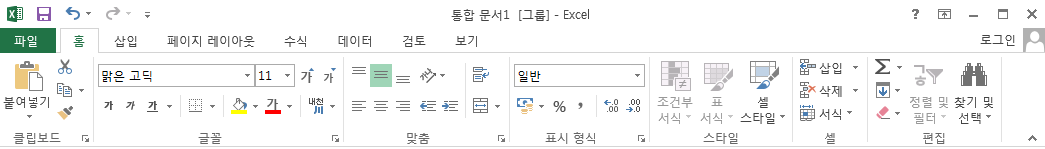 통합 문서1 [그룹] - Excel
파일 홈 삽입 페이지 레이아웃 수식 데이터 검토 보기 로그인
붙여넣기
클립보드
맑은 고딕 11 가 가
가 가 가 가 내천
글꼴
맞춤
일반
% ,
표시 형식
조건부 서식
표 서식
셀 스타일
스타일
삽입
삭제
서식
셀
정렬 및 필터
찾기 및 선택
편집